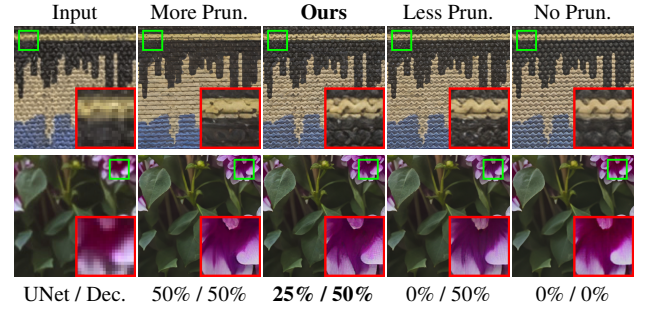 Input More Prun. Ours Less Prun. No Prun.
UNet / Dec. 50% / 50% 25% / 50% 0% / 50% 0% / 0%